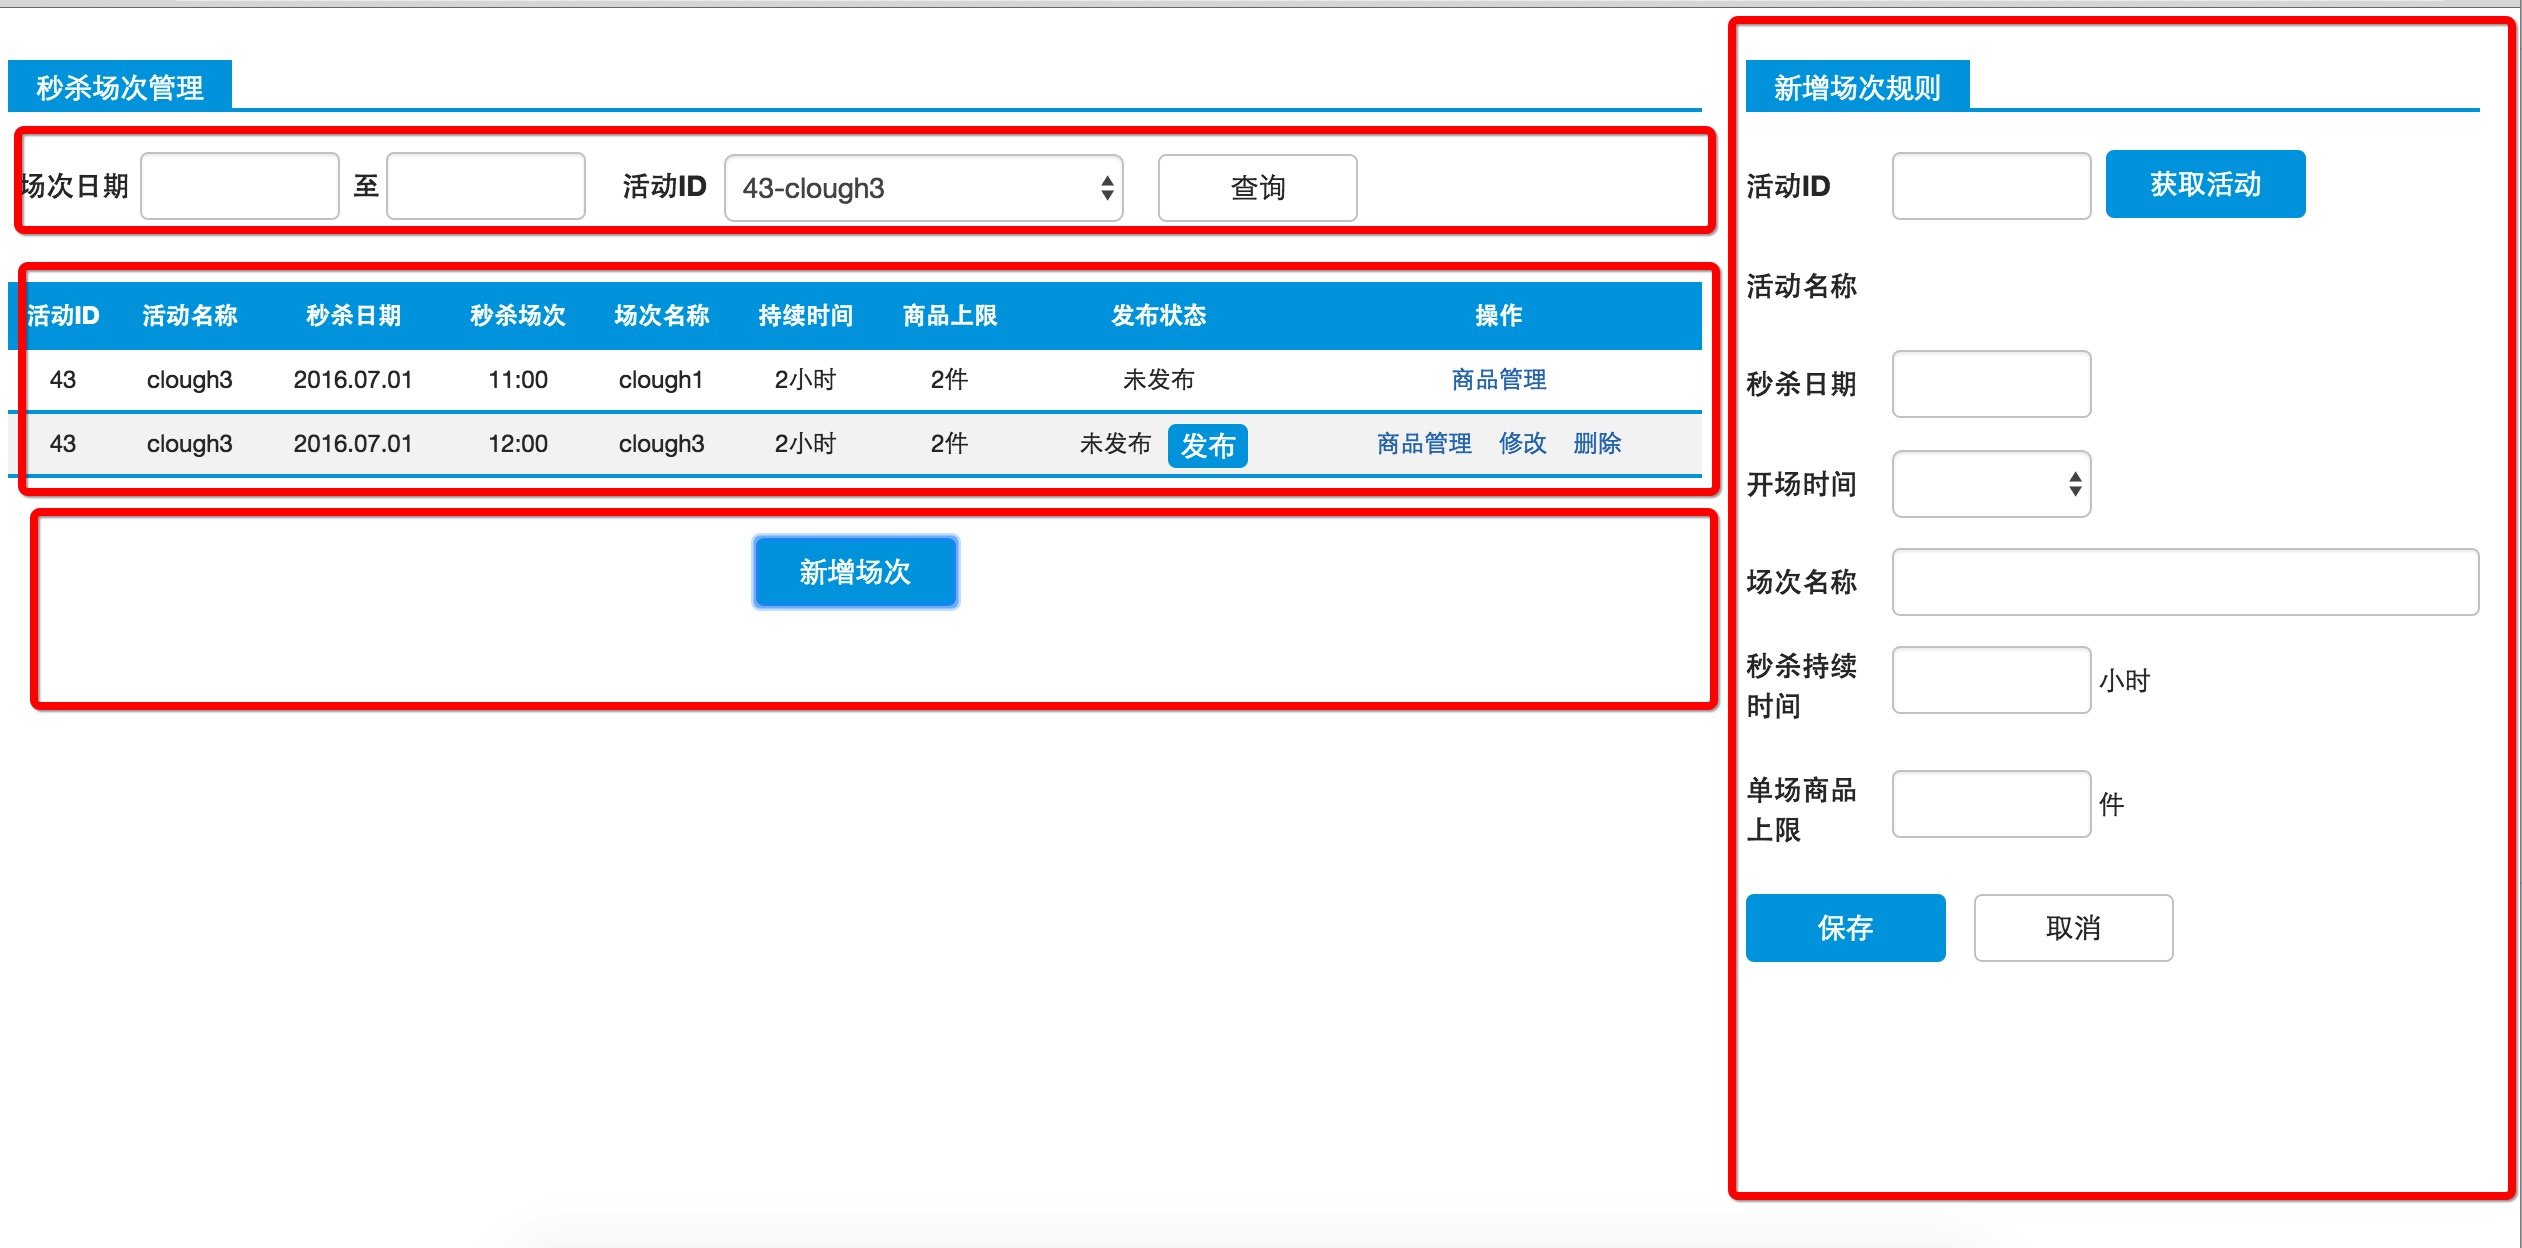 秒杀场次管理
场次日期 至 活动ID 43-clough3 查询
活动ID 活动名称 秒杀日期 秒杀场次 场次名称 持续时间 商品上限 发布状态 操作
43 clough3 2016.07.01 11:00 clough1 2小时 2件 未发布 商品管理
43 clough3 2016.07.01 12:00 clough3 2小时 2件 未发布 发布 商品管理 修改 删除
新增场次
新增场次规则
活动ID 获取活动
活动名称
秒杀日期
开场时间
场次名称
秒杀持续
时间
小时
单场商品
上限
件
保存 取消